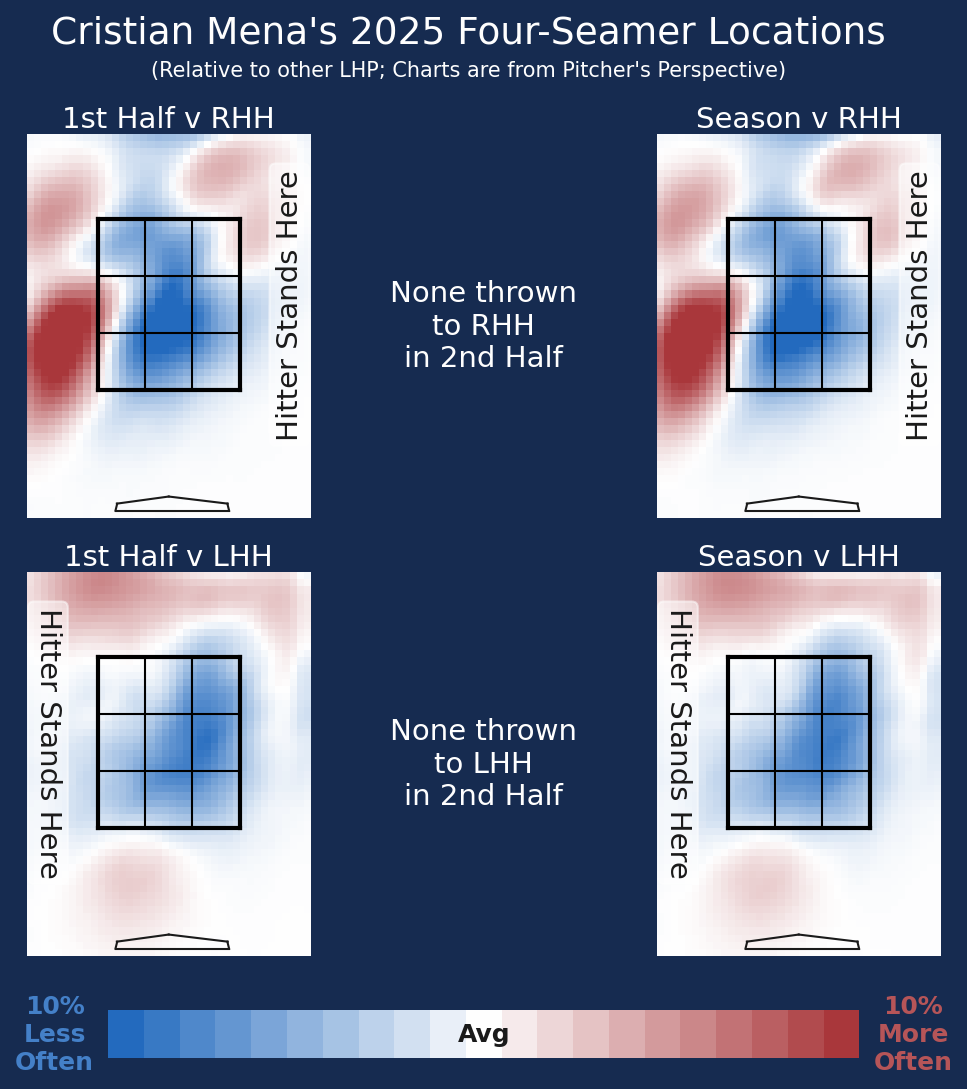 Cristian Mena's 2025 Four-Seamer Locations
(Relative to other LHP; Charts are from Pitcher's Perspective)
1st Half v RHH
Season v RHH
Hitter Stands Here
None thrown
to RHH
in 2nd Half
Hitter Stands Here
1st Half v LHH
Season v LHH
Hitter Stands Here
None thrown
to LHH
in 2nd Half
Hitter Stands Here
10%
Less
Often
Avg
10%
More
Often